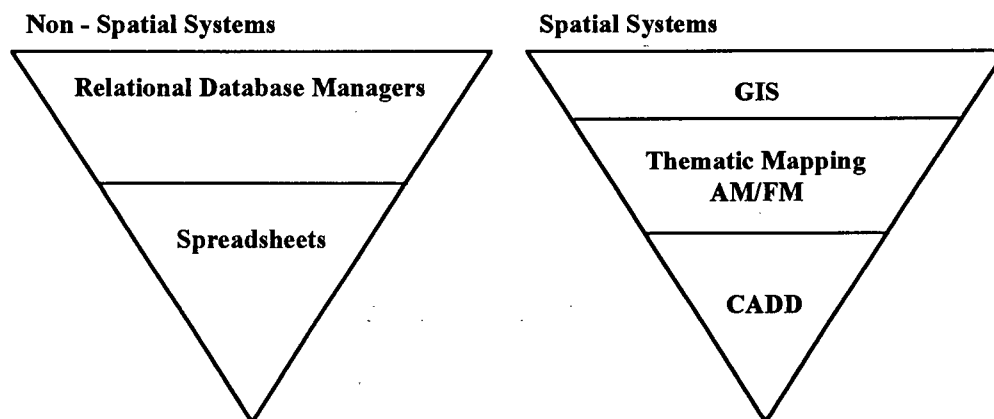 Non - Spatial Systems
Relational Database Managers
Spreadsheets
Spatial Systems
GIS
Thematic Mapping
AM/FM
CADD